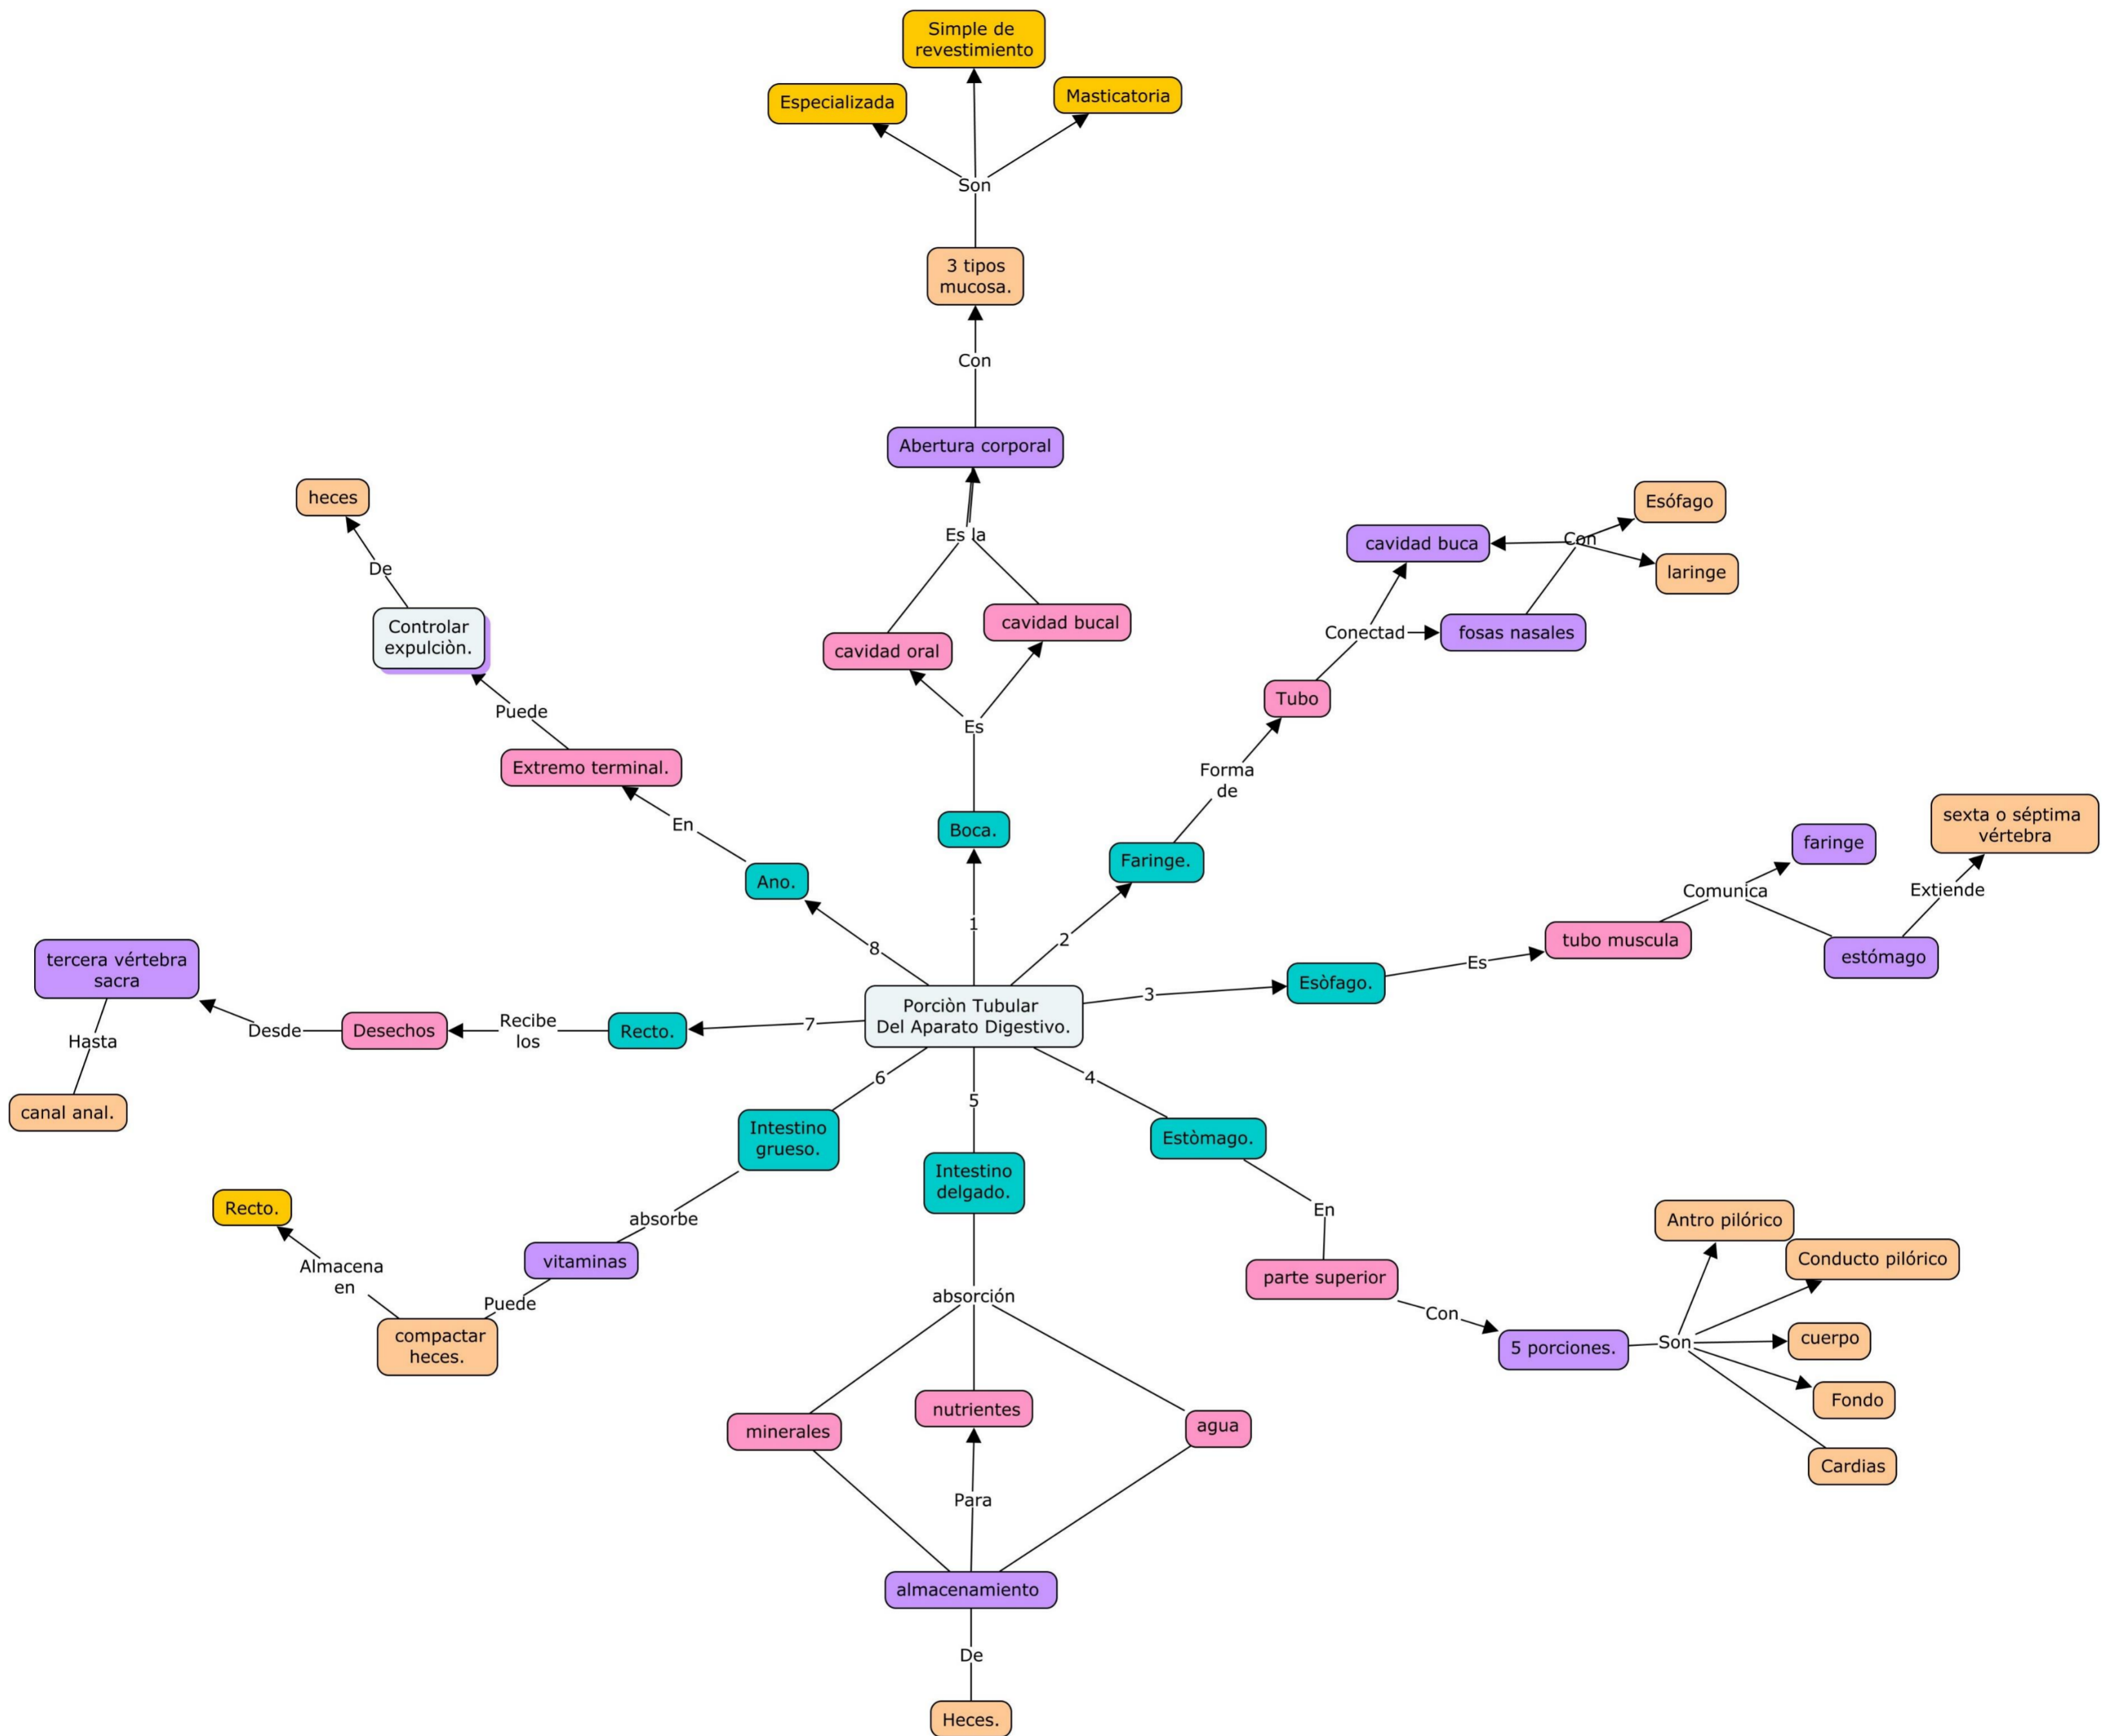 Simple de
revestimiento
Especializada
Masticatoria
Son
3 tipos
mucosa.
Con
Abertura corporal
Es la
cavidad oral
cavidad bucal
Es
Boca.
1
heces
De
Controlar
expulciòn.
Puede
Extremo terminal.
En
Ano.
8
Esófago
Con
cavidad buca
laringe
Conectad
fosas nasales
Tubo
Forma
de
Faringe.
2
sexta o séptima
vértebra
faringe
Comunica
Extiende
tubo muscula
estómago
Es
Esòfago.
3
Porciòn Tubular
Del Aparato Digestivo.
7
Recto.
Recibe
los
Desechos
Desde
tercera vértebra
sacra
Hasta
canal anal.
6
Intestino
grueso.
absorbe
vitaminas
Puede
compactar
heces.
Almacena
en
Recto.
5
Intestino
delgado.
absorción
minerales
nutrientes
agua
Para
almacenamiento
De
Heces.
4
Estòmago.
En
parte superior
Con
5 porciones.
Son
Antro pilórico
Conducto pilórico
cuerpo
Fondo
Cardias